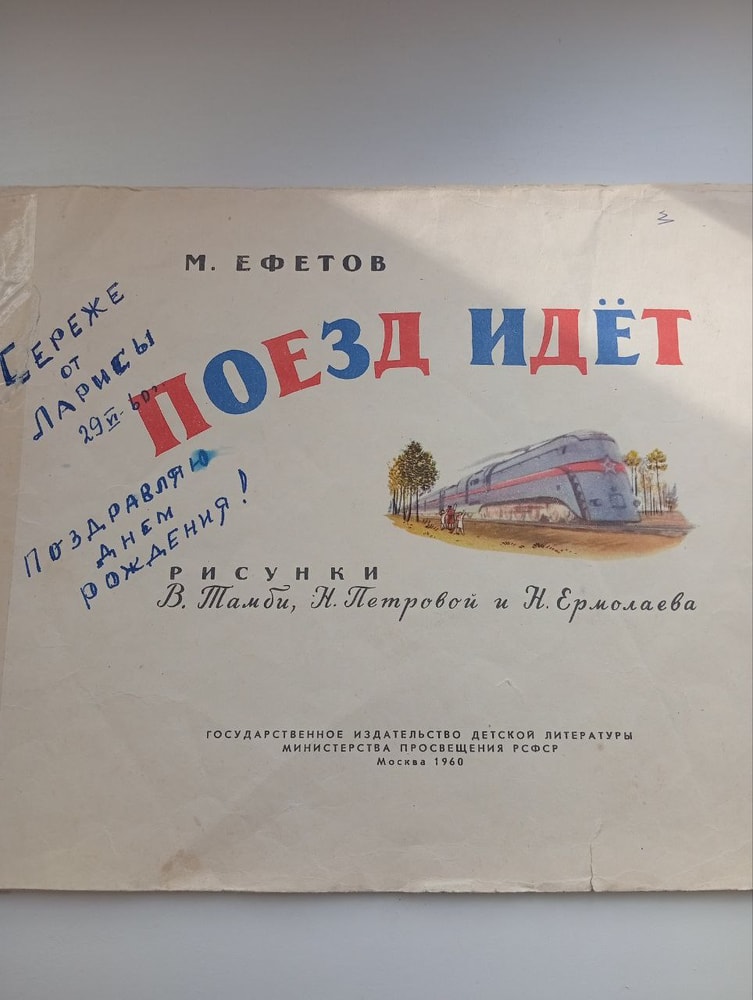 М. ЕФЕТОВ
ПОЕЗД ИДЁТ
СЕРЕЖЕ
ОТ
ЛАРИСЫ
29 VI-60г.
ПОЗДРАВЛЯЮ
ДНЕМ
РОЖДЕНИЯ!
РИСУНКИ
В. Тамби, Н. Петровой и Н. Ермолаева
ГОСУДАРСТВЕННОЕ ИЗДАТЕЛЬСТВО ДЕТСКОЙ ЛИТЕРАТУРЫ
МИНИСТЕРСТВА ПРОСВЕЩЕНИЯ РСФСР
Москва 1960